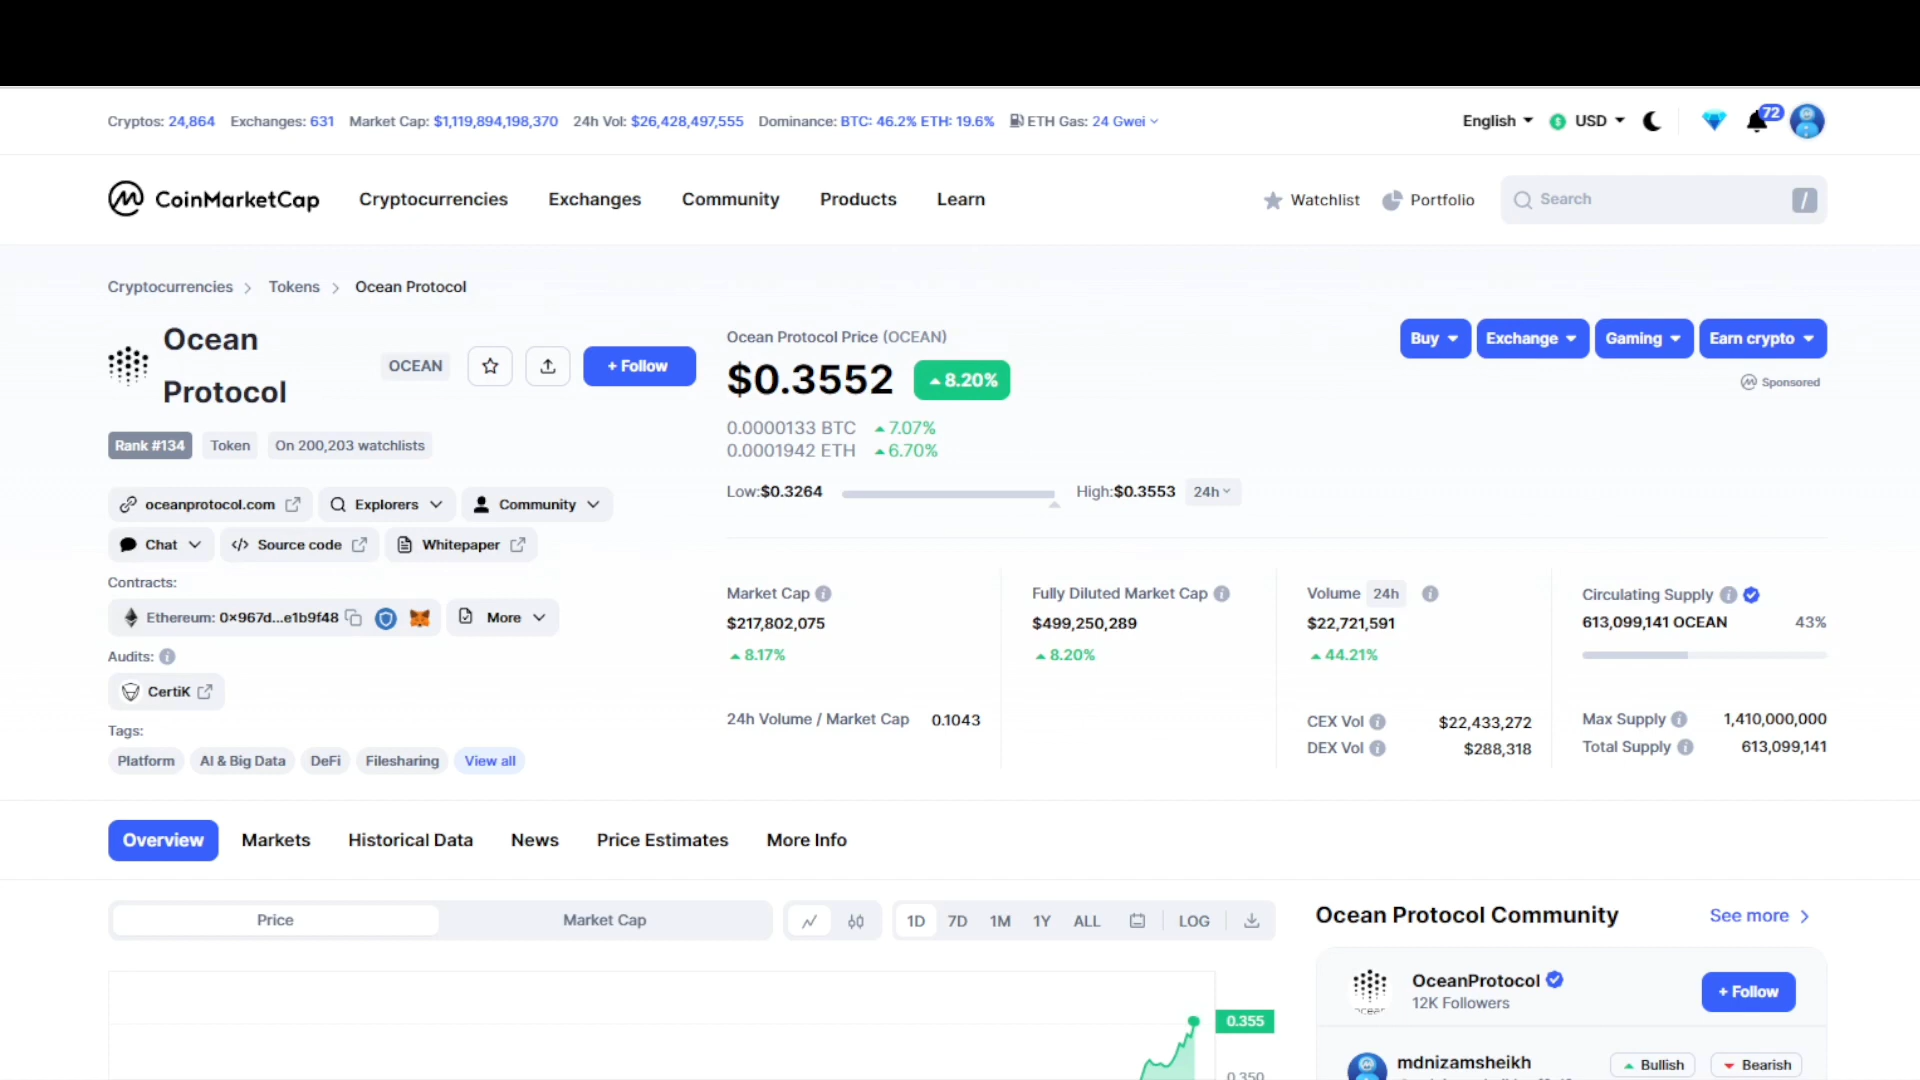 Cryptos: 24,864 Exchanges: 631 Market Cap: $1,119,894,198,370 24h Vol: $26,428,497,555 Dominance: BTC: 46.2% ETH: 19.6% ETH Gas: 24 Gwei
English USD 72
CoinMarketCap Cryptocurrencies Exchanges Community Products Learn
Watchlist Portfolio Search /
Cryptocurrencies > Tokens > Ocean Protocol
Ocean
Protocol
OCEAN
+ Follow
Rank #134 Token On 200,203 watchlists
oceanprotocol.com Explorers Community
Chat Source code Whitepaper
Contracts:
Ethereum: 0x967d...e1b9f48 More
Audits:
CertiK
Tags:
Platform AI & Big Data DeFi Filesharing View all
Ocean Protocol Price (OCEAN)
$0.3552 8.20%
0.0000133 BTC 7.07%
0.0001942 ETH 6.70%
Low:$0.3264 High:$0.3553 24h
Buy Exchange Gaming Earn crypto
Sponsored
Market Cap
$217,802,075
8.17%
24h Volume / Market Cap 0.1043
Fully Diluted Market Cap
$499,250,289
8.20%
Volume 24h
$22,721,591
44.21%
CEX Vol $22,433,272
DEX Vol $288,318
Circulating Supply
613,099,141 OCEAN 43%
Max Supply 1,410,000,000
Total Supply 613,099,141
Overview Markets Historical Data News Price Estimates More Info
Price Market Cap
1D 7D 1M 1Y ALL LOG
0.355
0.350
Ocean Protocol Community See more >
OceanProtocol
12K Followers
+ Follow
mdnizamsheikh Bullish Bearish